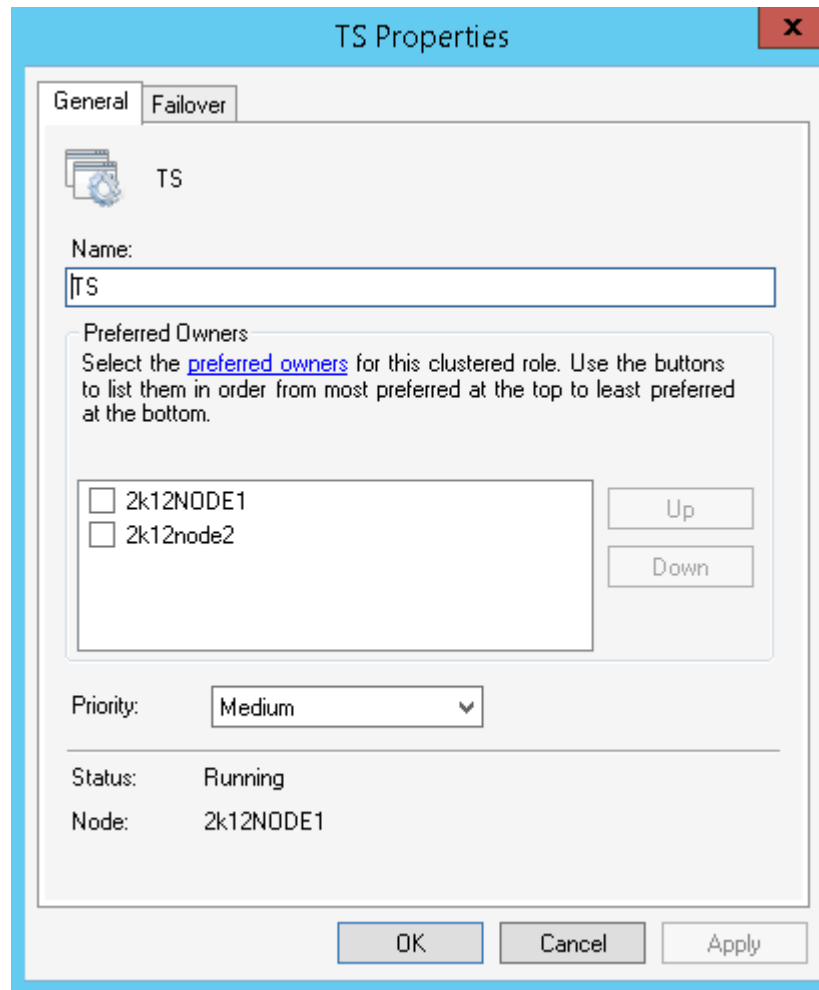 TS Properties
x
General
Failover
TS
Name:
TS
Preferred Owners
Select the preferred owners for this clustered role. Use the buttons
to list them in order from most preferred at the top to least preferred
at the bottom.
2k12NODE1
2k12node2
Up
Down
Priority:
Medium
Status:
Running
Node:
2k12NODE1
OK
Cancel
Apply